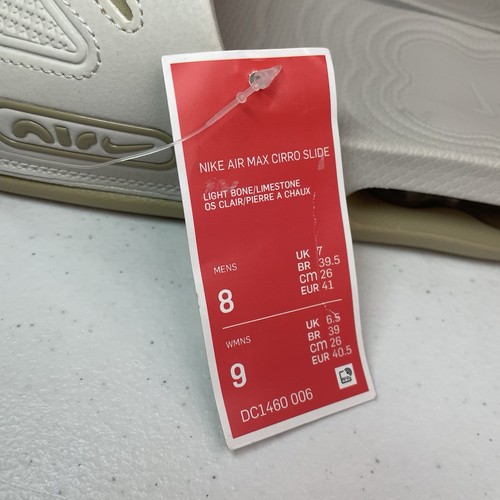 AIR
NIKE AIR MAX CIRRO SLIDE
LIGHT BONE/LIMESTONE
OS CLAIR/PIERRE A CHAUX
MENS
8
UK 7
BR 39.5
CM 26
EUR 41
WMNS
9
UK 6.5
BR 39
CM 26
EUR 40.5
DC1460 006